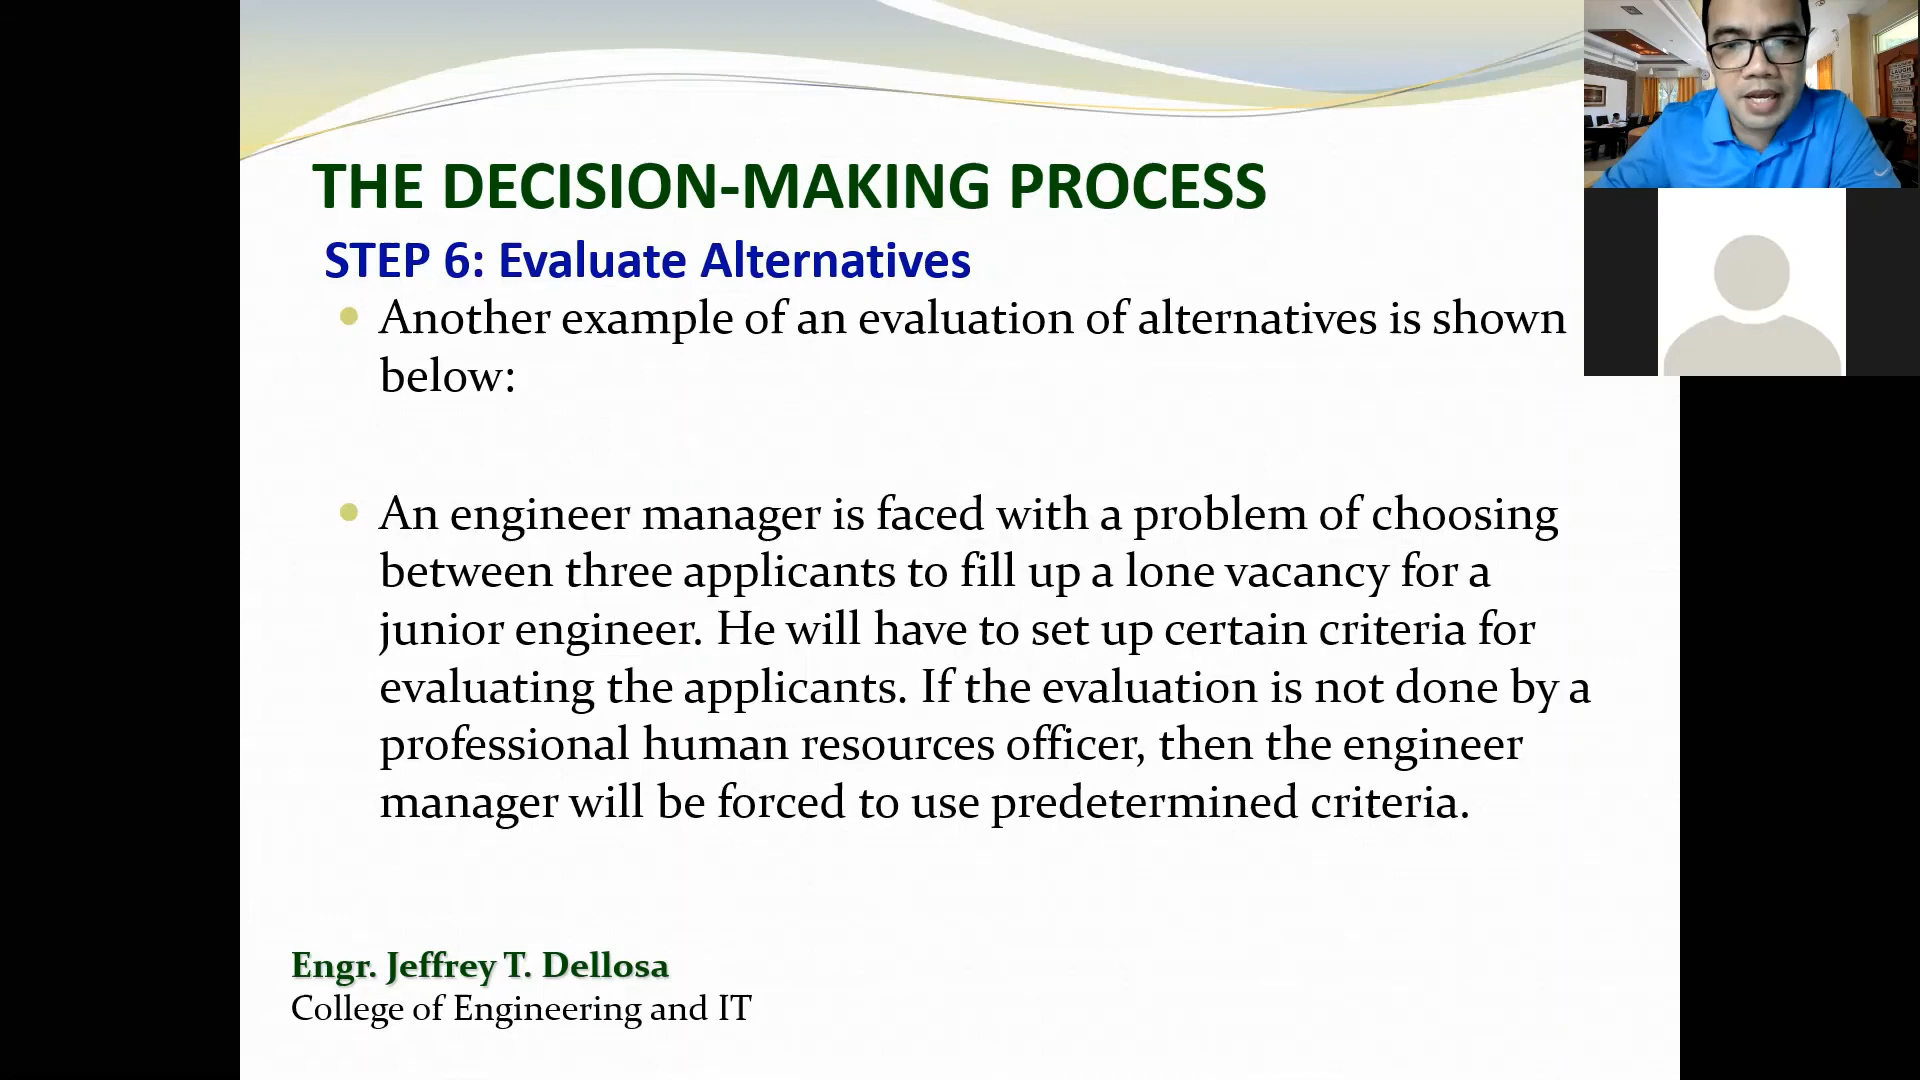 THE DECISION-MAKING PROCESS
STEP 6: Evaluate Alternatives
Another example of an evaluation of alternatives is shown
below:
An engineer manager is faced with a problem of choosing
between three applicants to fill up a lone vacancy for a
junior engineer. He will have to set up certain criteria for
evaluating the applicants. If the evaluation is not done by a
professional human resources officer, then the engineer
manager will be forced to use predetermined criteria.
Engr. Jeffrey T. Dellosa
College of Engineering and IT